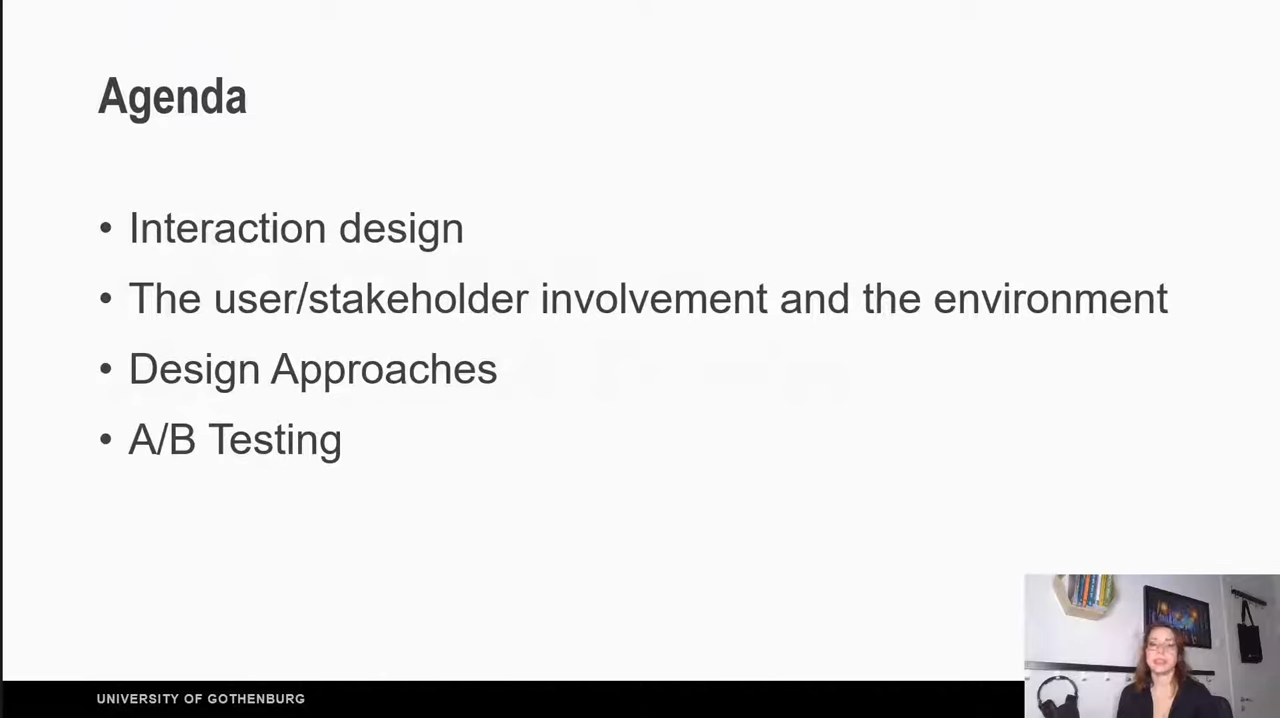 Agenda
• Interaction design
• The user/stakeholder involvement and the environment
• Design Approaches
• A/B Testing
UNIVERSITY OF GOTHENBURG